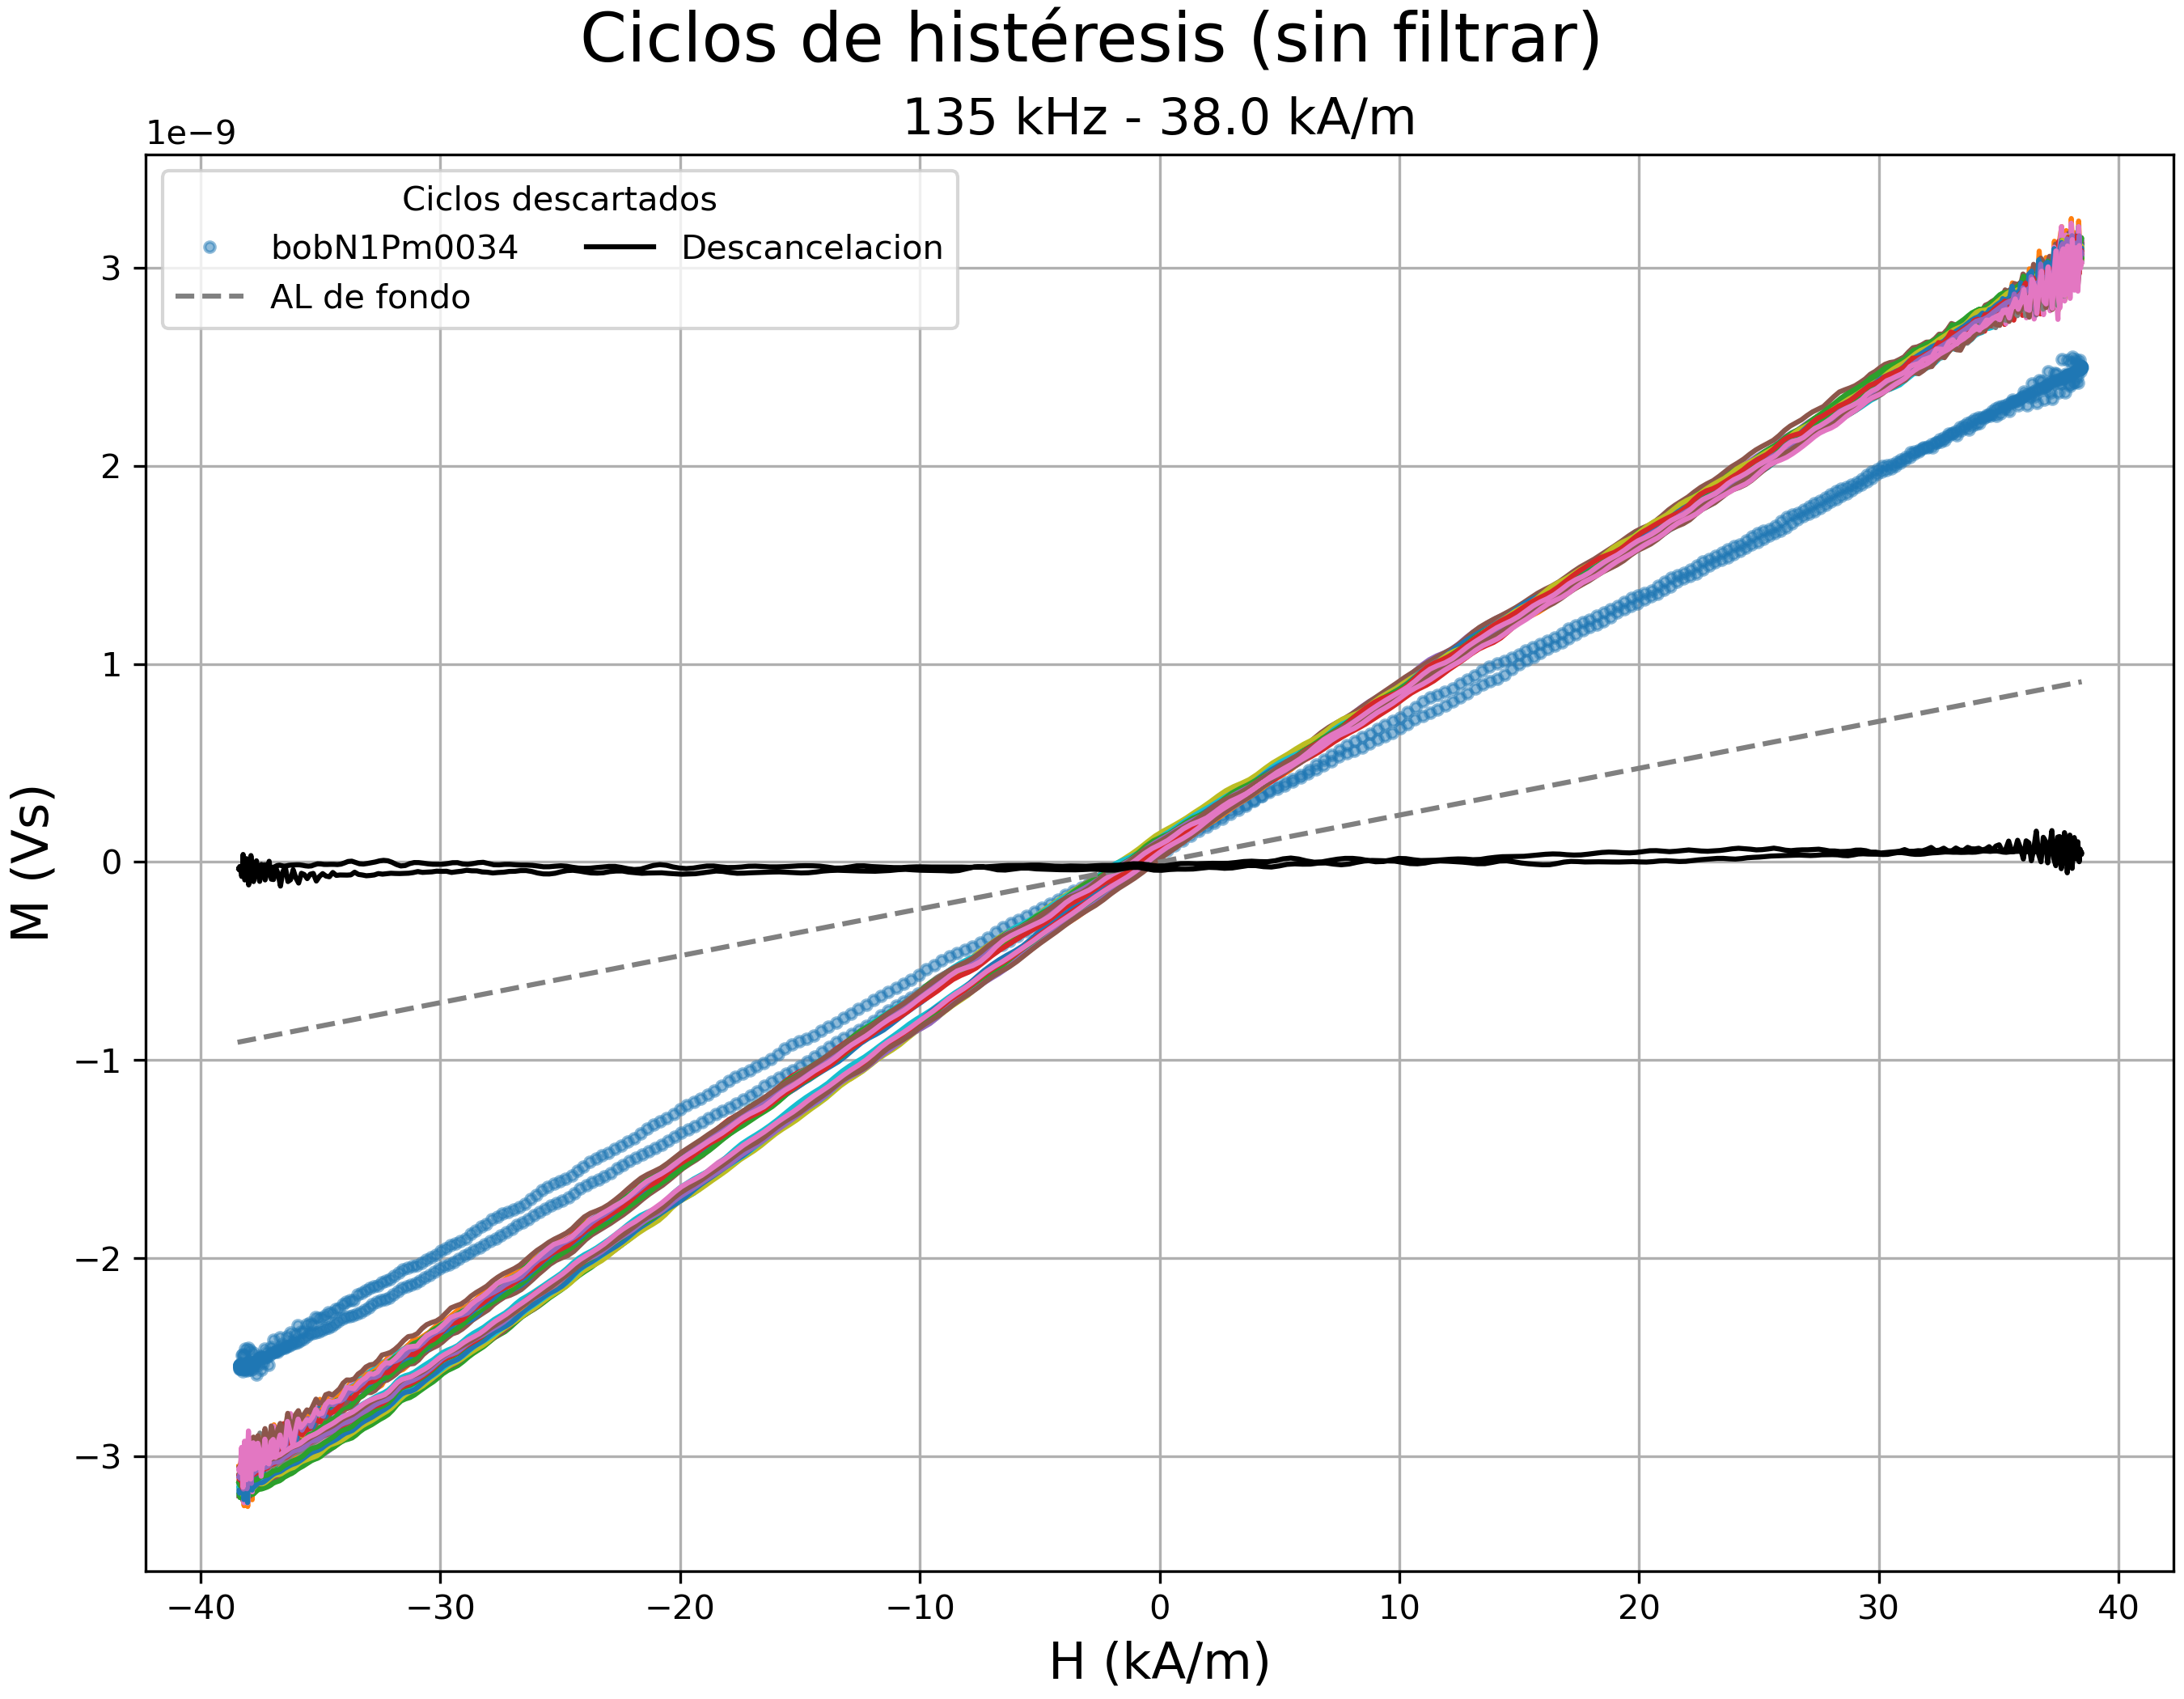 Ciclos de histéresis (sin filtrar)
135 kHz - 38.0 kA/m
1e−9
Ciclos descartados
bobN1Pm0034
Descancelacion
AL de fondo
3
2
1
0
−1
−2
−3
M (Vs)
−40 −30 −20 −10 0 10 20 30 40
H (kA/m)